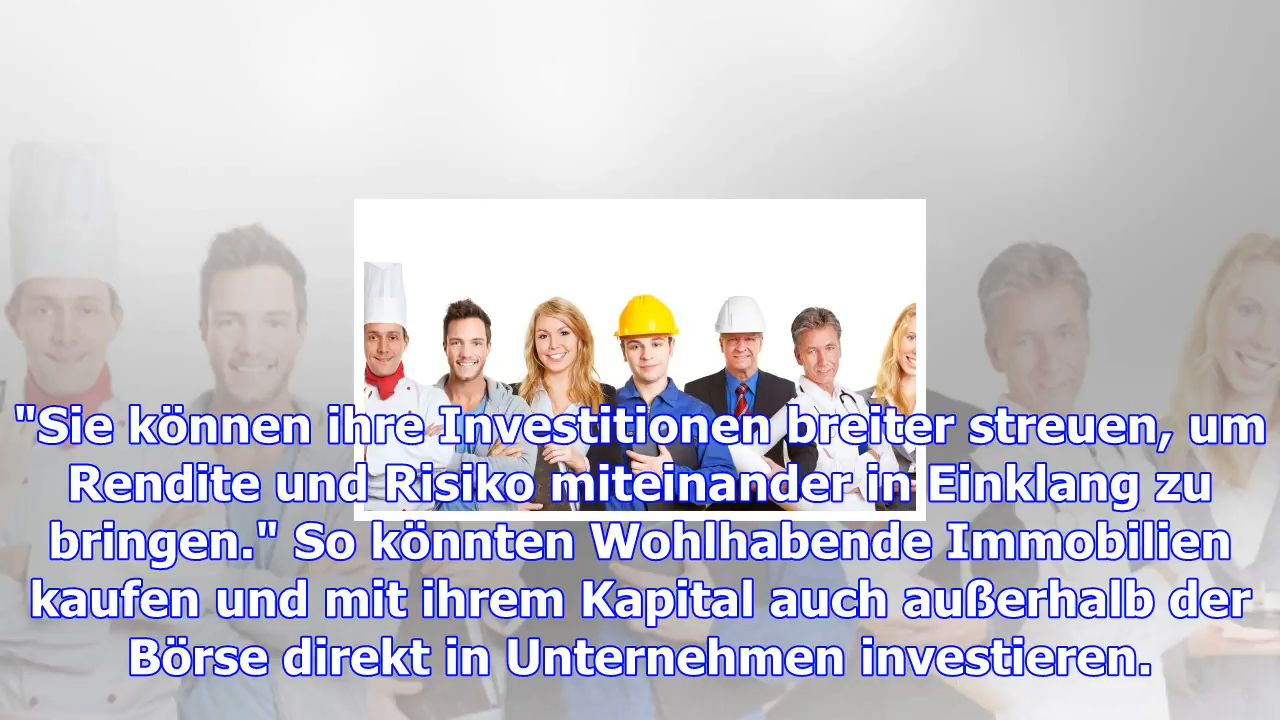 "Sie können ihre Investitionen breiter streuen, um
Rendite und Risiko miteinander in Einklang zu
bringen." So könnten Wohlhabende Immobilien
kaufen und mit ihrem Kapital auch außerhalb der
Börse direkt in Unternehmen investieren.